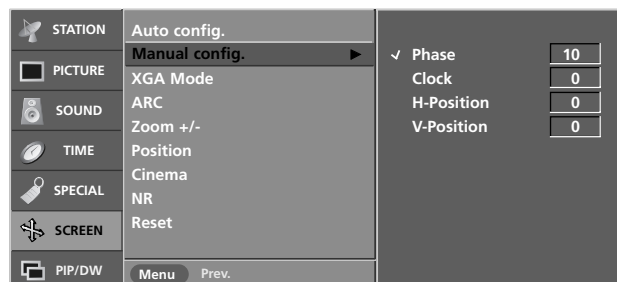 STATION
PICTURE
SOUND
TIME
SPECIAL
SCREEN
PIP/DW
Auto config.
Manual config. ►
XGA Mode
ARC
Zoom +/-
Position
Cinema
NR
Reset
Menu Prev.
✓ Phase 10
Clock 0
H-Position 0
V-Position 0